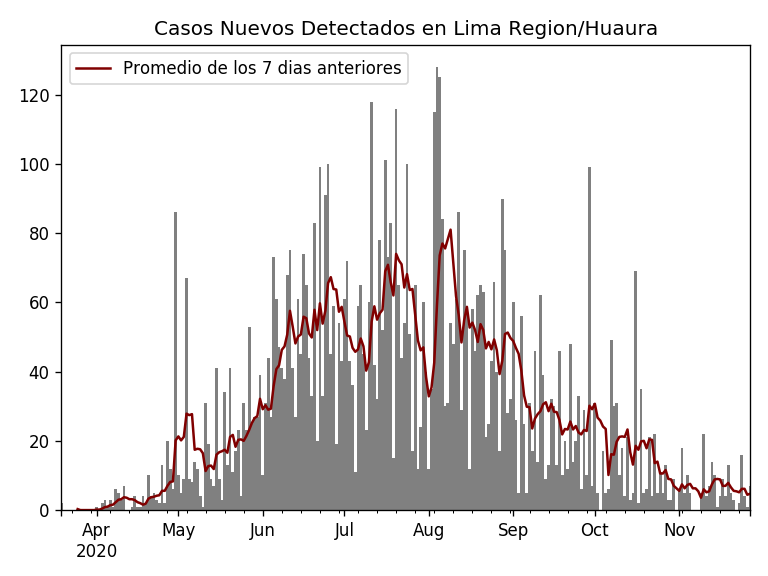 Casos Nuevos Detectados en Lima Region/Huaura
Promedio de los 7 dias anteriores
120
100
80
60
40
20
0
Apr May Jun Jul Aug Sep Oct Nov
2020